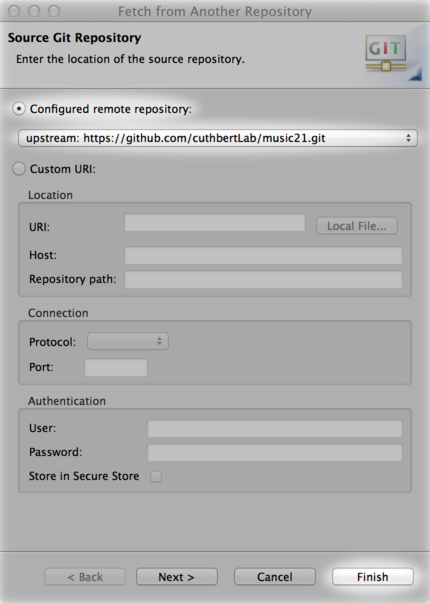 Fetch from Another Repository
Source Git Repository
Enter the location of the source repository.
GIT
Configured remote repository:
upstream: https://github.com/cuthbertLab/music21.git
Custom URI:
Location
URI:
Local File...
Host:
Repository path:
Connection
Protocol:
Port:
Authentication
User:
Password:
Store in Secure Store
< Back Next > Cancel Finish